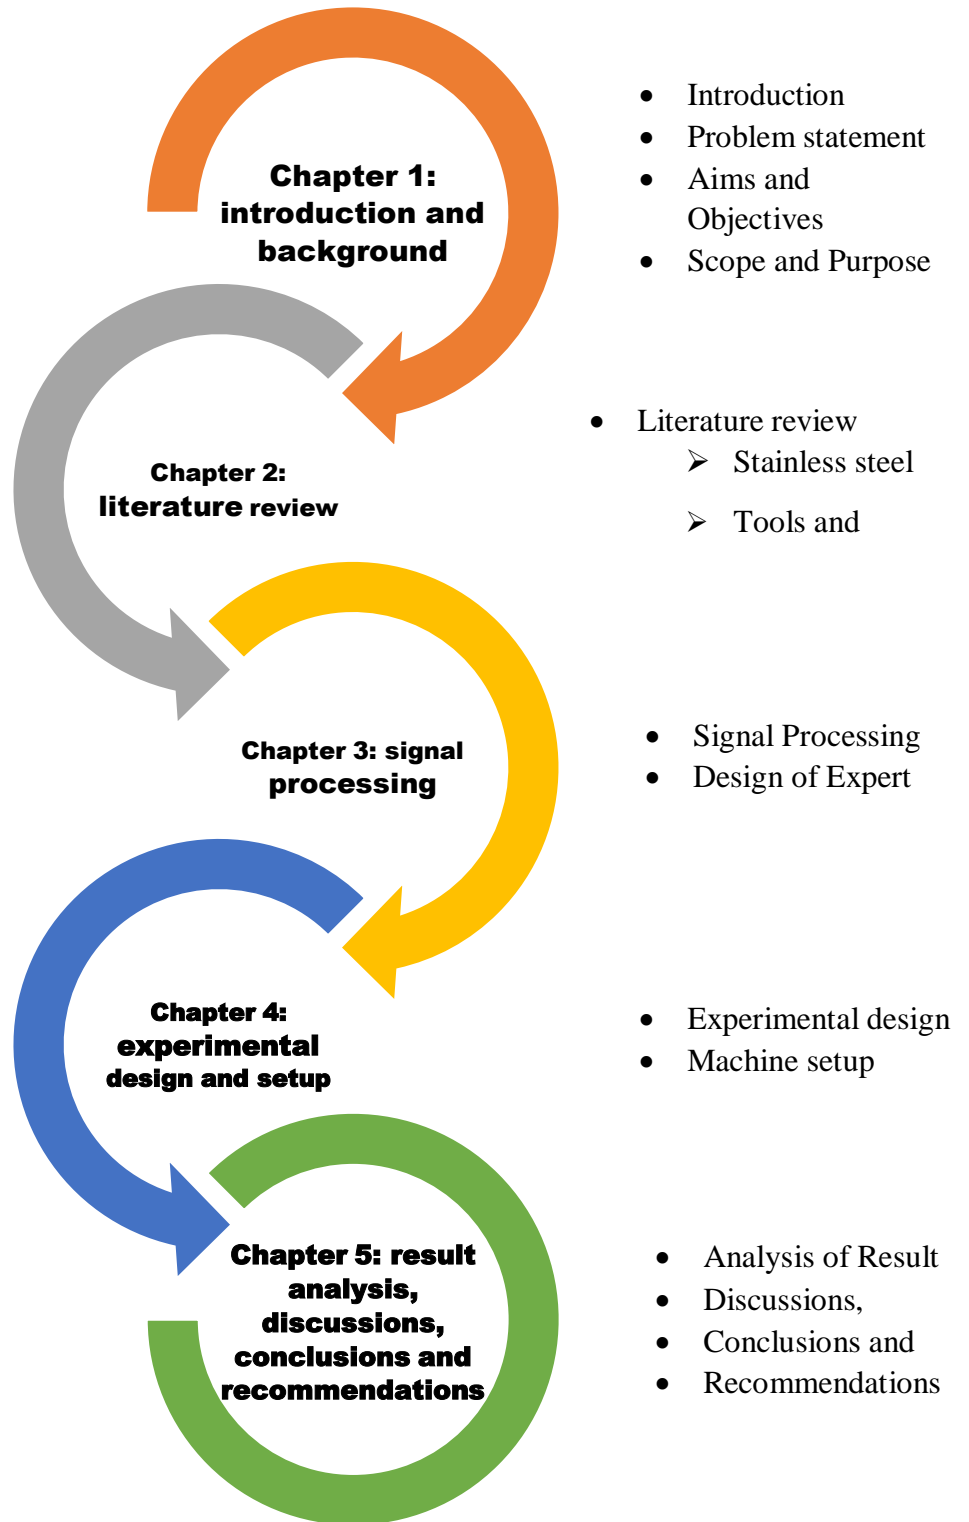 Chapter 1:
introduction and
background
• Introduction
• Problem statement
• Aims and
Objectives
• Scope and Purpose
Chapter 2:
literature review
• Literature review
➢ Stainless steel
➢ Tools and
Chapter 3: signal
processing
• Signal Processing
• Design of Expert
Chapter 4:
experimental
design and setup
• Experimental design
• Machine setup
Chapter 5: result
analysis,
discussions,
conclusions and
recommendations
• Analysis of Result
• Discussions,
• Conclusions and
• Recommendations